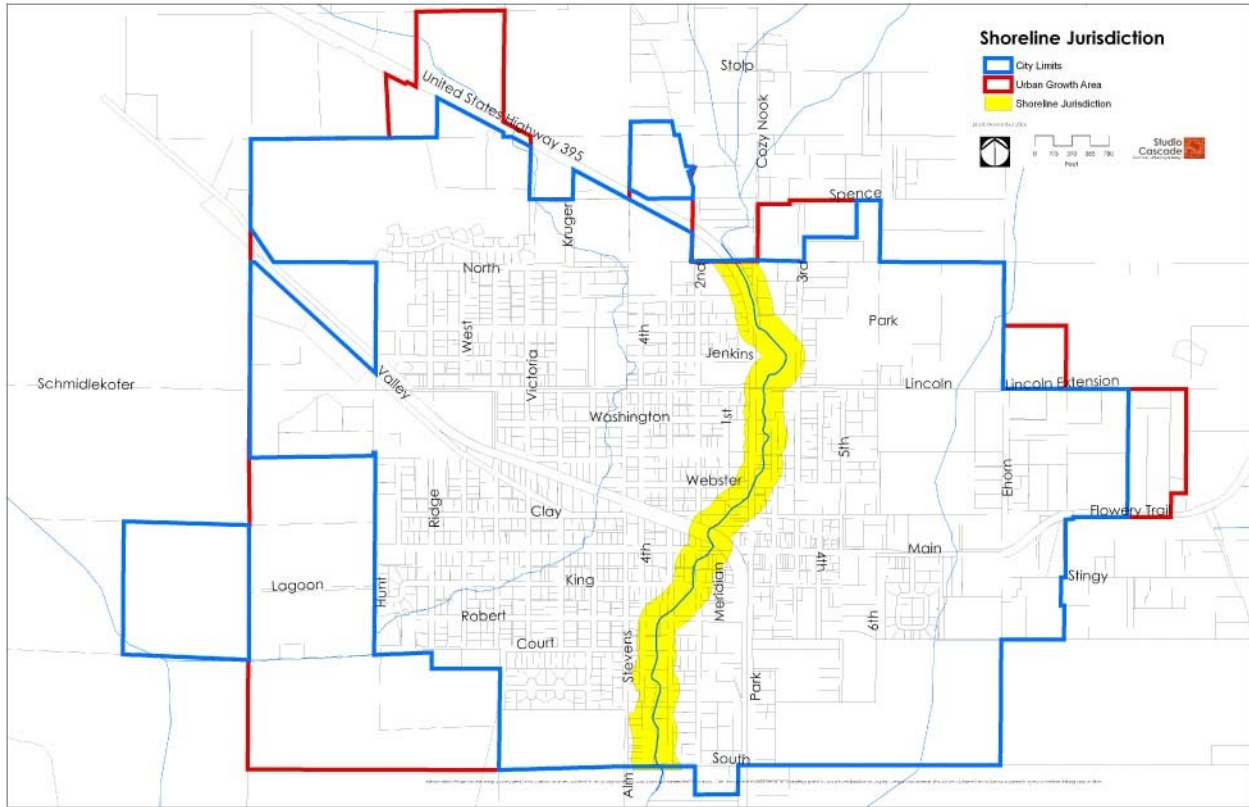 Shoreline Jurisdiction
City Limits
Urban Growth Area
Shoreline Jurisdiction
0
780
Feet
Studio
Cascade
Stolp
Cozy Nook
United States Highway 395
Spence
Kruger
North
2nd
3rd
West
4th
Park
Jenkins
Victoria
Valley
Schmidlekofer
Lincoln
Lincoln Extension
Washington
1st
5th
Webster
Ehorn
Ridge
Clay
Flowery Trail
4th
Main
4th
King
Meridian
Stingy
Lagoon
Hunt
Robert
6th
Court
Stevens
Park
South
Alm